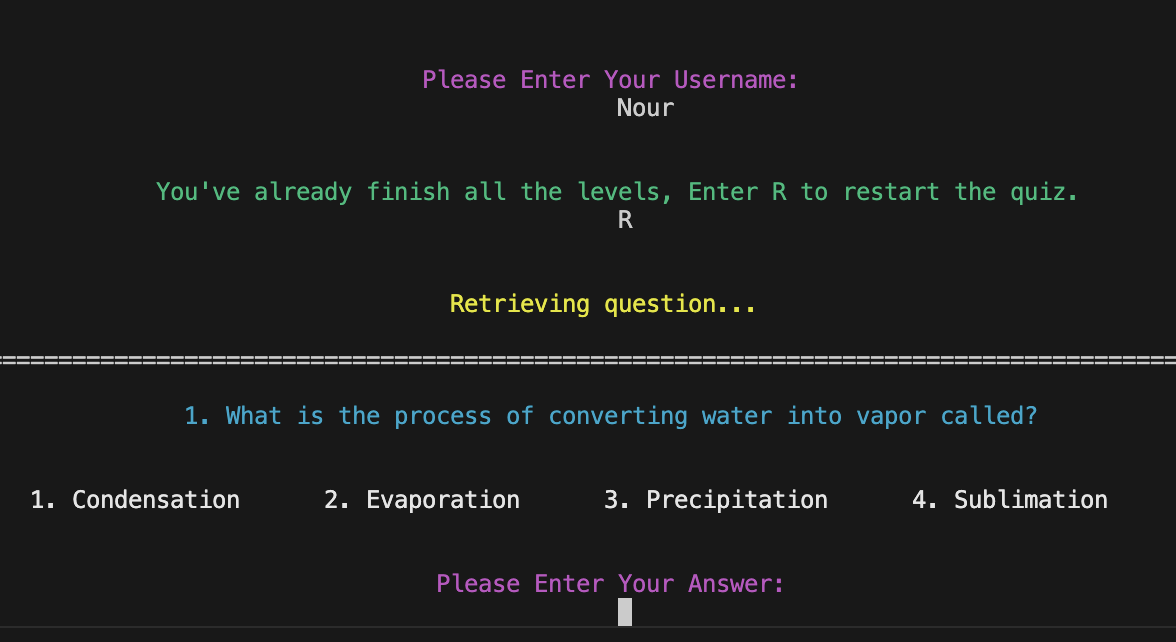 Please Enter Your Username:
Nour
You've already finish all the levels, Enter R to restart the quiz.
R
Retrieving question...
1. What is the process of converting water into vapor called?
1. Condensation 2. Evaporation 3. Precipitation 4. Sublimation
Please Enter Your Answer: